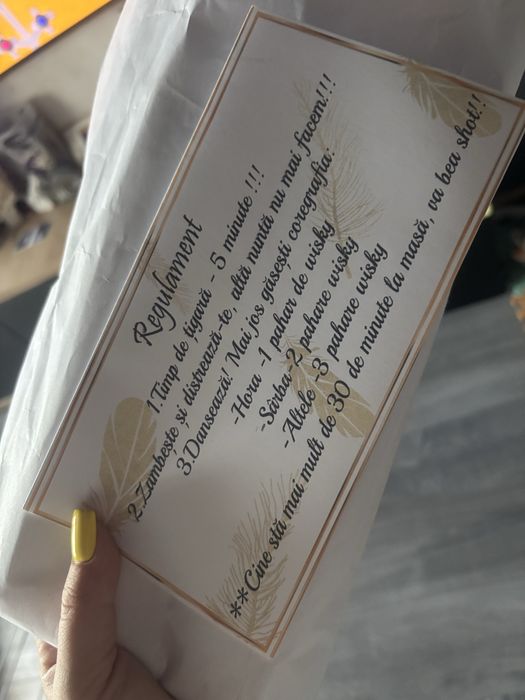 Regulament
1.Timp de țigară - 5 minute !!!
2.Zâmbește și distrează-te, altă nuntă nu mai facem!!!
3.Dansează! Mai jos găsești coregrafia:
-Hora -1 pahar de wisky
-Sârba-2 pahare wisky
-Altele -3 pahare wisky
**Cine stă mai mult de 30 de minute la masă, va bea shot!!